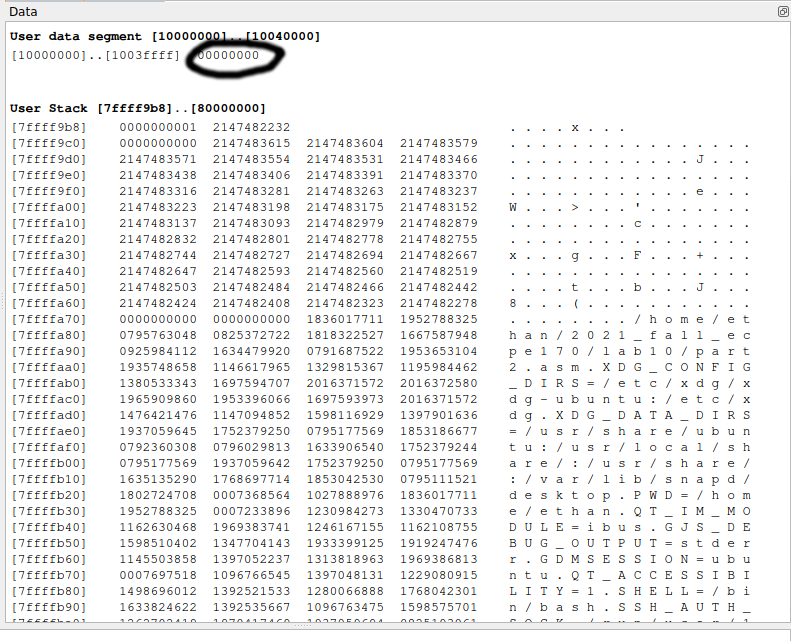 Data
User data segment [10000000]..[10040000]
[10000000]..[1003ffff] 00000000
User Stack [7ffff9b8]..[80000000]
[7ffff9b8] 0000000001 2147482232 . . . . x . . .
[7ffff9c0] 0000000000 2147483615 2147483604 2147483579 . . . . . . . . . . . . . . . .
[7ffff9d0] 2147483571 2147483554 2147483531 2147483466 . . . . . . . . . . . . J . . .
[7ffff9e0] 2147483438 2147483406 2147483391 2147483370 . . . . . . . . . . . . . . . .
[7ffff9f0] 2147483316 2147483281 2147483263 2147483237 . . . . . . . . . . . . e . . .
[7ffffa00] 2147483223 2147483198 2147483175 2147483152 W . . . > . . . ' . . . . . . .
[7ffffa10] 2147483137 2147483093 2147482979 2147482879 . . . . . . . . c . . . . . . .
[7ffffa20] 2147482832 2147482801 2147482778 2147482755 . . . . . . . . . . . . . . . .
[7ffffa30] 2147482744 2147482727 2147482694 2147482667 x . . . g . . . F . . . + . . .
[7ffffa40] 2147482647 2147482593 2147482560 2147482519 . . . . . . . . . . . . . . . .
[7ffffa50] 2147482503 2147482484 2147482466 2147482442 . . . . t . . . b . . . J . . .
[7ffffa60] 2147482424 2147482408 2147482323 2147482278 8 . . . ( . . . . . . . . . . .
[7ffffa70] 0000000000 0000000000 1836017711 1952788325 . . . . . . . . / h o m e / e t
[7ffffa80] 0795763048 0825372722 1818322527 1667587948 h a n / 2 0 2 1 _ f a l l _ e c
[7ffffa90] 0925984112 1634479920 0791687522 1953653104 p e 1 7 0 / l a b 1 0 / p a r t
[7ffffaa0] 1935748658 1146617965 1329815367 1195984462 2 . a s m . X D G _ C O N F I G
[7ffffab0] 1380533343 1697594707 2016371572 2016372580 _ D I R S = / e t c / x d g / x
[7ffffac0] 1965909860 1953396066 1697593973 2016371572 d g - u b u n t u : / e t c / x
[7ffffad0] 1476421476 1147094852 1598116929 1397901636 d g . X D G _ D A T A _ D I R S
[7ffffae0] 1937059645 1752379250 0795177569 1853186677 = / u s r / s h a r e / u b u n
[7ffffaf0] 0792360308 0796029813 1633906540 1752379244 t u : / u s r / l o c a l / s h
[7ffffb00] 0795177569 1937059642 1752379250 0795177569 a r e / : / u s r / s h a r e /
[7ffffb10] 1635135290 1768697714 1853042530 0795111521 : / v a r / l i b / s n a p d /
[7ffffb20] 1802724708 0007368564 1027888976 1836017711 d e s k t o p . P W D = / h o m
[7ffffb30] 1952788325 0007233896 1230984273 1330470733 e / e t h a n . Q T _ I M _ M O
[7ffffb40] 1162630468 1969383741 1246167155 1162108755 D U L E = i b u s . G J S _ D E
[7ffffb50] 1598510402 1347704143 1933399125 1919247476 B U G _ O U T P U T = s t d e r
[7ffffb60] 1145503858 1397052237 1313818963 1969386813 r . G D M S E S S I O N = u b u
[7ffffb70] 0007697518 1096766545 1397048131 1229080915 n t u . Q T _ A C C E S S I B I
[7ffffb80] 1498696012 1392521533 1280066888 1768042301 L I T Y = 1 . S H E L L = / b i
[7ffffb90] 1633824622 1392535667 1096763475 1598575701 n / b a s h . S S H _ A U T H _